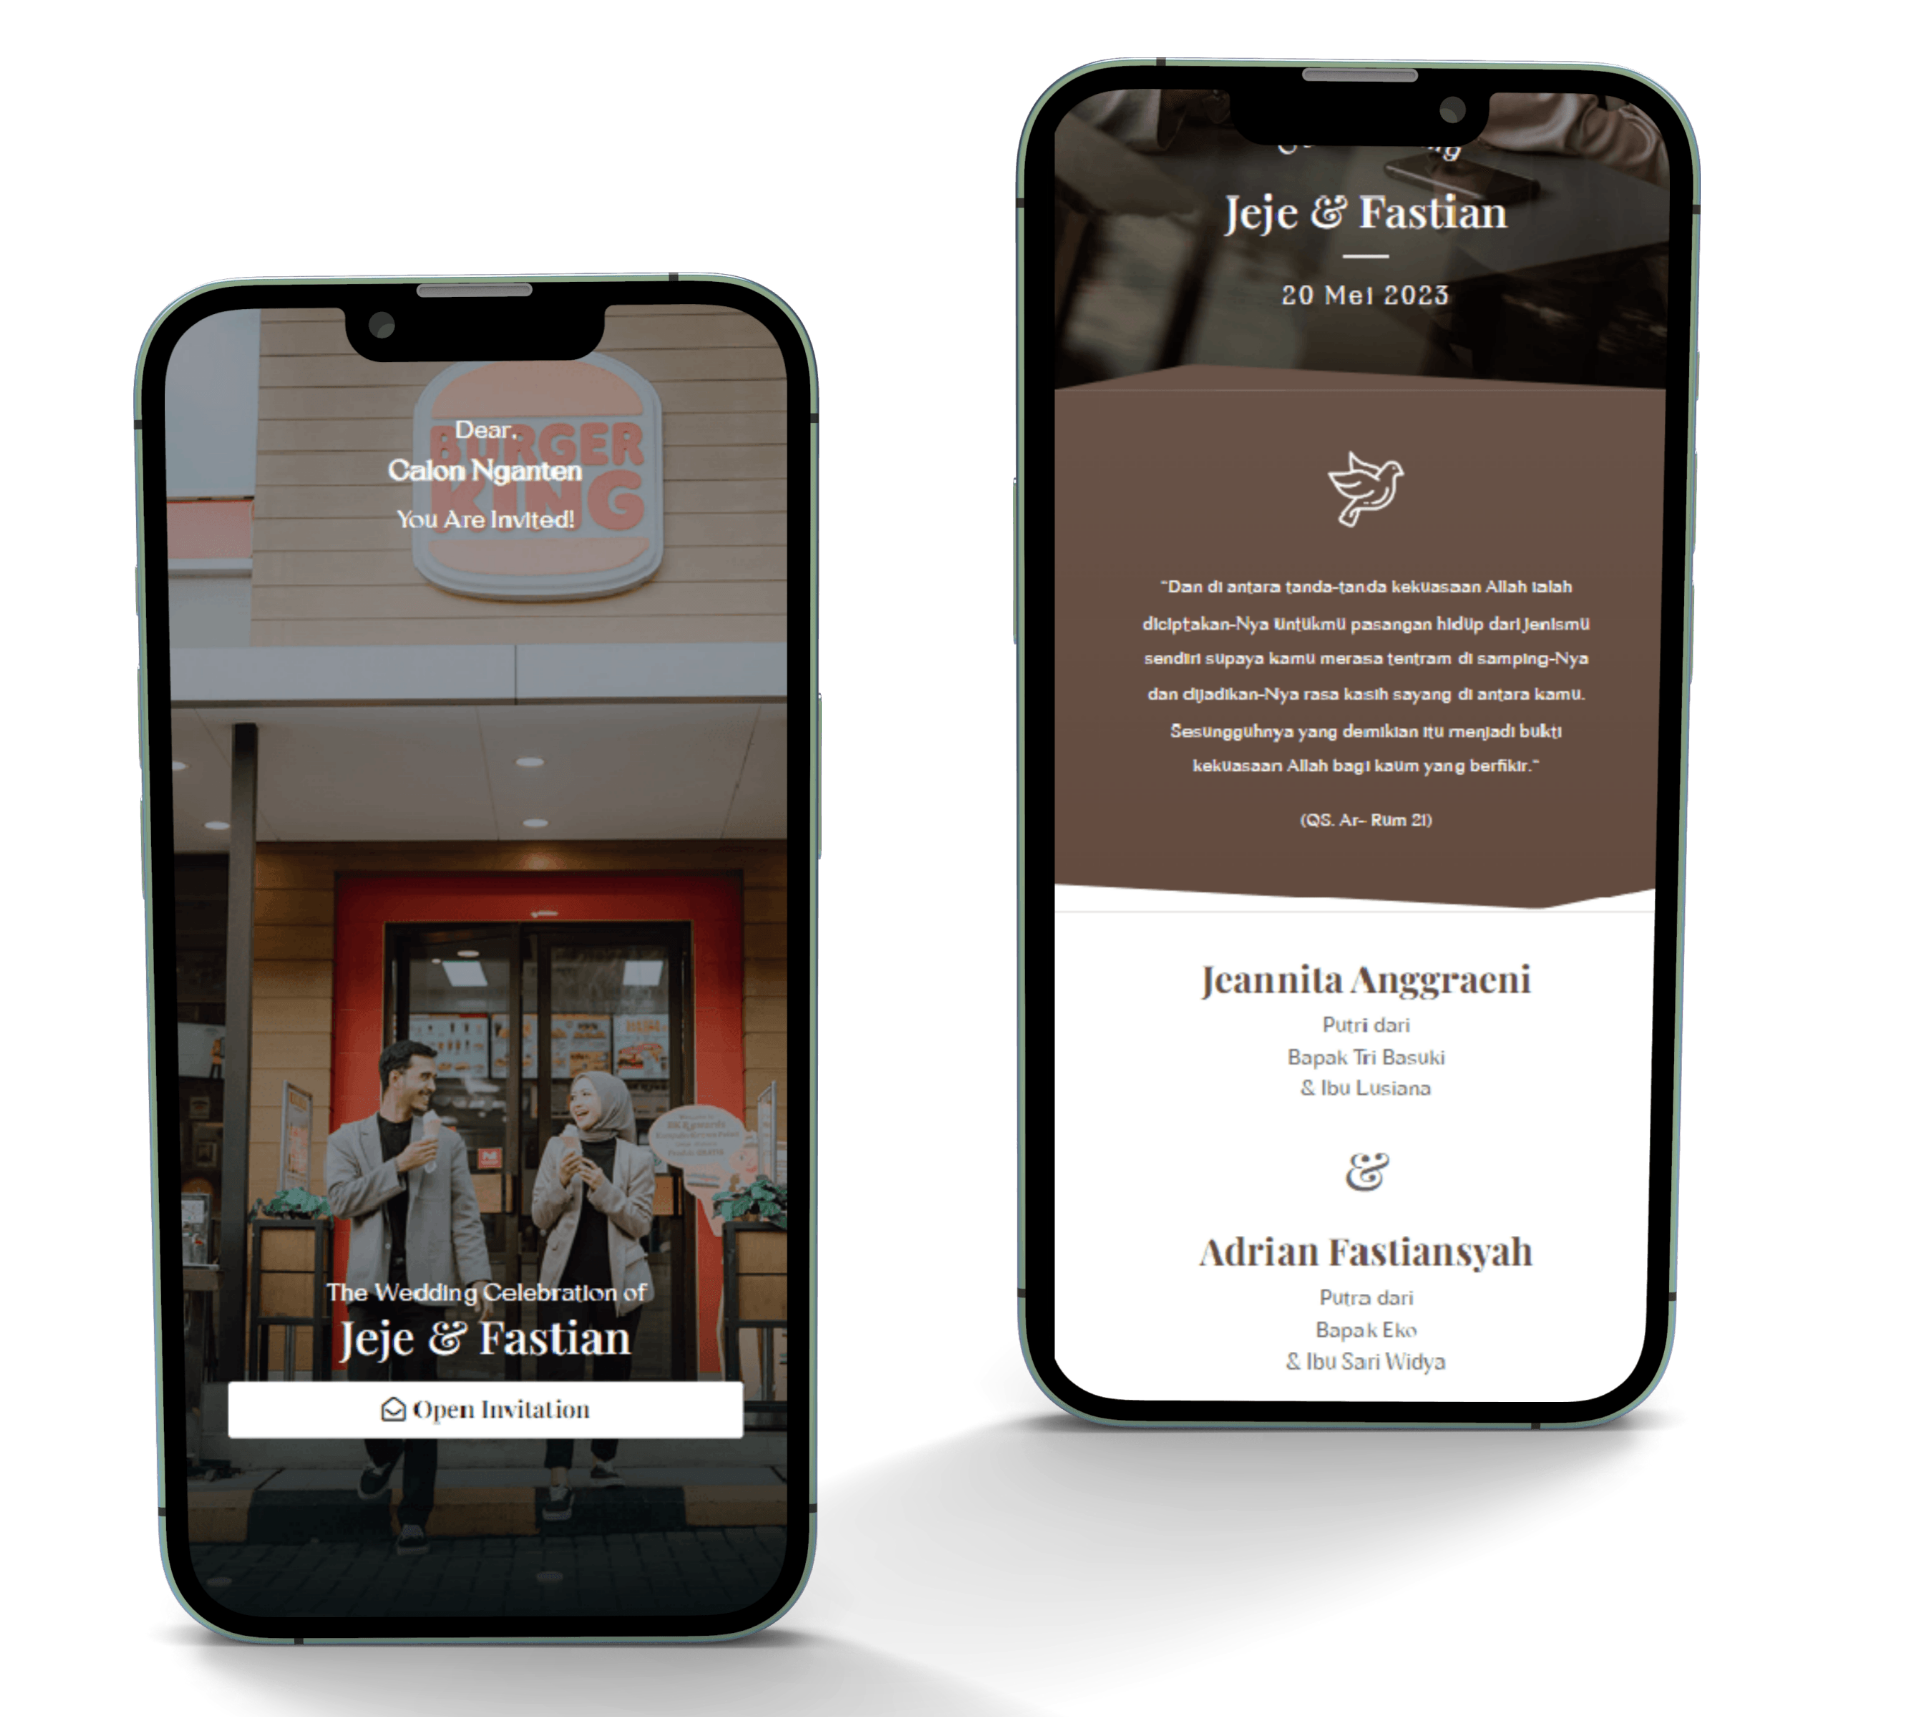 BURGER
KING
Dear,
Calon Nganten
You Are Invited!
The Wedding Celebration of
Jeje & Fastian
Open Invitation
Jeje & Fastian
20 Mei 2023
"Dan di antara tanda-tanda kekuasaan Allah ialah
diciptakan-Nya untukmu pasangan hidup dari jenismu
sendiri supaya kamu merasa tentram di samping-Nya
dan dijadikan-Nya rasa kasih sayang di antara kamu.
Sesungguhnya yang demikian itu menjadi bukti
kekuasaan Allah bagi kaum yang berfikir."
(QS. Ar- Rum 21)
Jeannita Anggraeni
Putri dari
Bapak Tri Basuki
& Ibu Lusiana
&
Adrian Fastiansyah
Putra dari
Bapak Eko
& Ibu Sari Widya